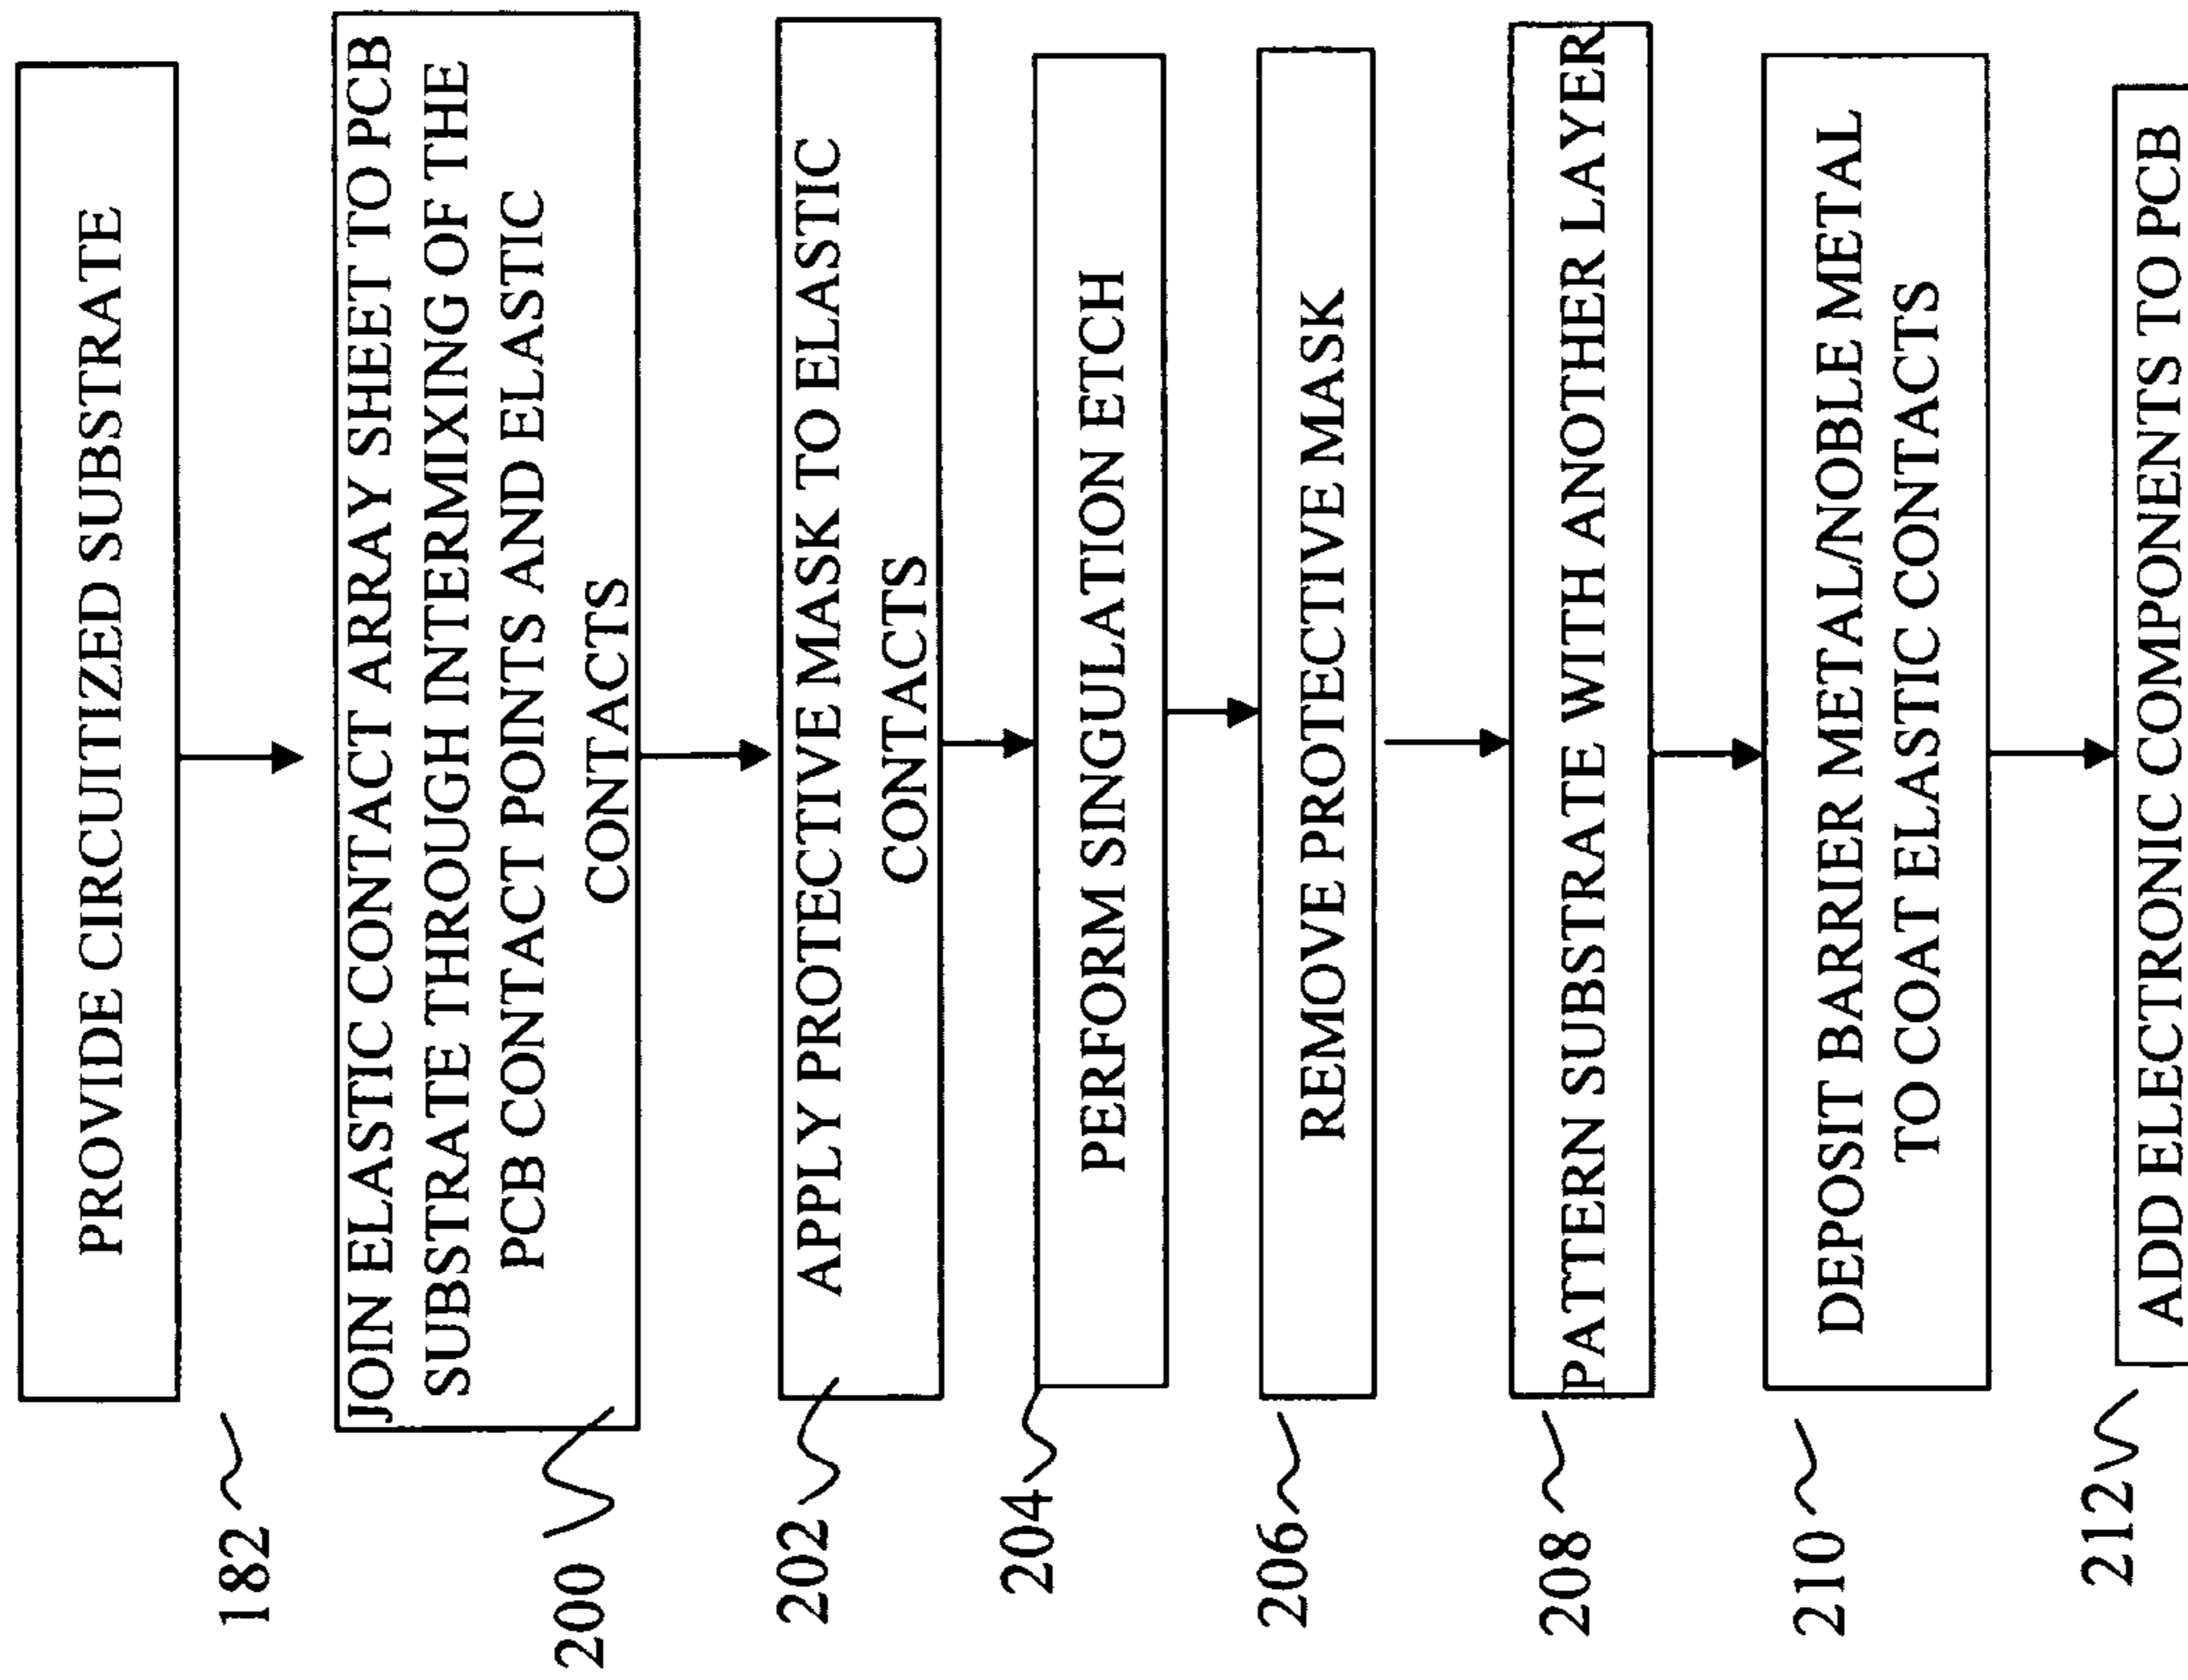 PROVIDE CIRCUITIZED SUBSTRATE
182
JOIN ELASTIC CONTACT ARRAY SHEET TO PCB
SUBSTRATE THROUGH INTERMIXING OF THE
PCB CONTACT POINTS AND ELASTIC
CONTACTS
200
APPLY PROTECTIVE MASK TO ELASTIC
CONTACTS
202
PERFORM SINGULATION ETCH
204
REMOVE PROTECTIVE MASK
206
PATTERN SUBSTRATE WITH ANOTHER LAYER
208
DEPOSIT BARRIER METAL/NOBLE METAL
TO COAT ELASTIC CONTACTS
210
ADD ELECTRONIC COMPONENTS TO PCB
212